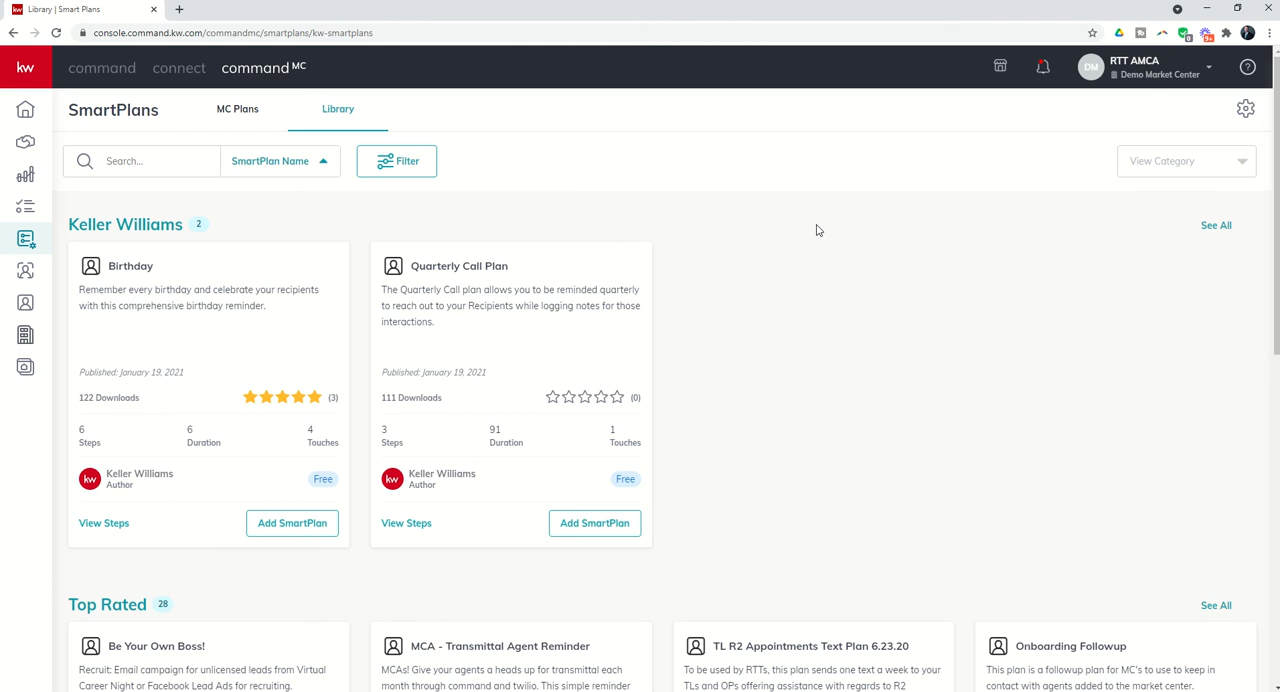 kw Library | Smart Plans
console.command.kw.com/commandmc/smartplans/kw-smartplans
kw command connect command MC
DM RTT AMCA
Demo Market Center
SmartPlans MC Plans Library
Search... SmartPlan Name Filter View Category
Keller Williams 2 See All
Birthday
Remember every birthday and celebrate your recipients
with this comprehensive birthday reminder.
Published: January 19, 2021
122 Downloads (3)
6 6 4
Steps Duration Touches
kw Keller Williams
Author Free
View Steps Add SmartPlan
Quarterly Call Plan
The Quarterly Call plan allows you to be reminded quarterly
to reach out to your Recipients while logging notes for those
interactions.
Published: January 19, 2021
111 Downloads (0)
3 91 1
Steps Duration Touches
kw Keller Williams
Author Free
View Steps Add SmartPlan
Top Rated 28 See All
Be Your Own Boss!
Recruit: Email campaign for unlicensed leads from Virtual
Career Night or Facebook Lead Ads for recruiting.
MCA - Transmittal Agent Reminder
MCAs! Give your agents a heads up for transmittal each
month through command and twilio. This simple reminder
TL R2 Appointments Text Plan 6.23.20
To be used by RTTs, this plan sends one text a week to your
TLs and OPs offering assistance with regards to R2
Onboarding Followup
This plan is a followup plan for MC's to use to keep in
contact with agents added to the market center.